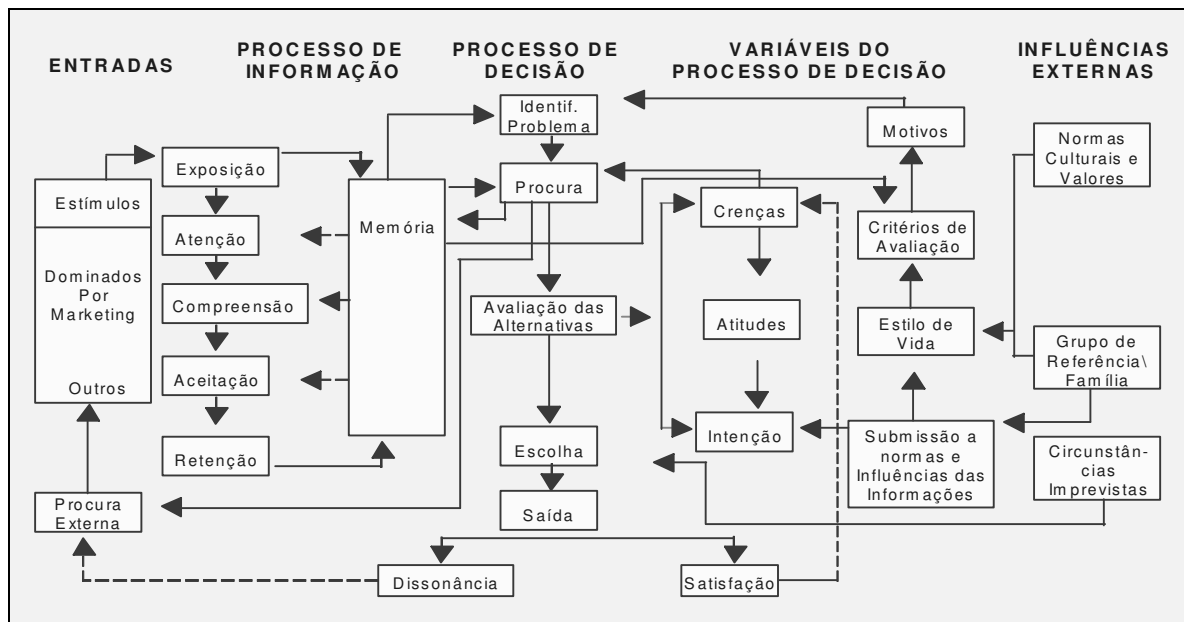 ENTRADAS
PROCESSO DE
INFORMAÇÃO
PROCESSO DE
DECISÃO
VARIÁVEIS DO
PROCESSO DE DECISÃO
INFLUÊNCIAS
EXTERNAS
Estímulos
Dominados
Por
Marketing
Outros
Procura
Externa
Exposição
Atenção
Compreensão
Aceitação
Retenção
Memória
Identif.
Problema
Procura
Avaliação das
Alternativas
Escolha
Saída
Dissonância
Satisfação
Crenças
Atitudes
Intenção
Motivos
Critérios de
Avaliação
Estilo de
Vida
Submissão a
normas e
Influências das
Informações
Normas
Culturais e
Valores
Grupo de
Referência\
Família
Circunstân-
cias
Imprevistas